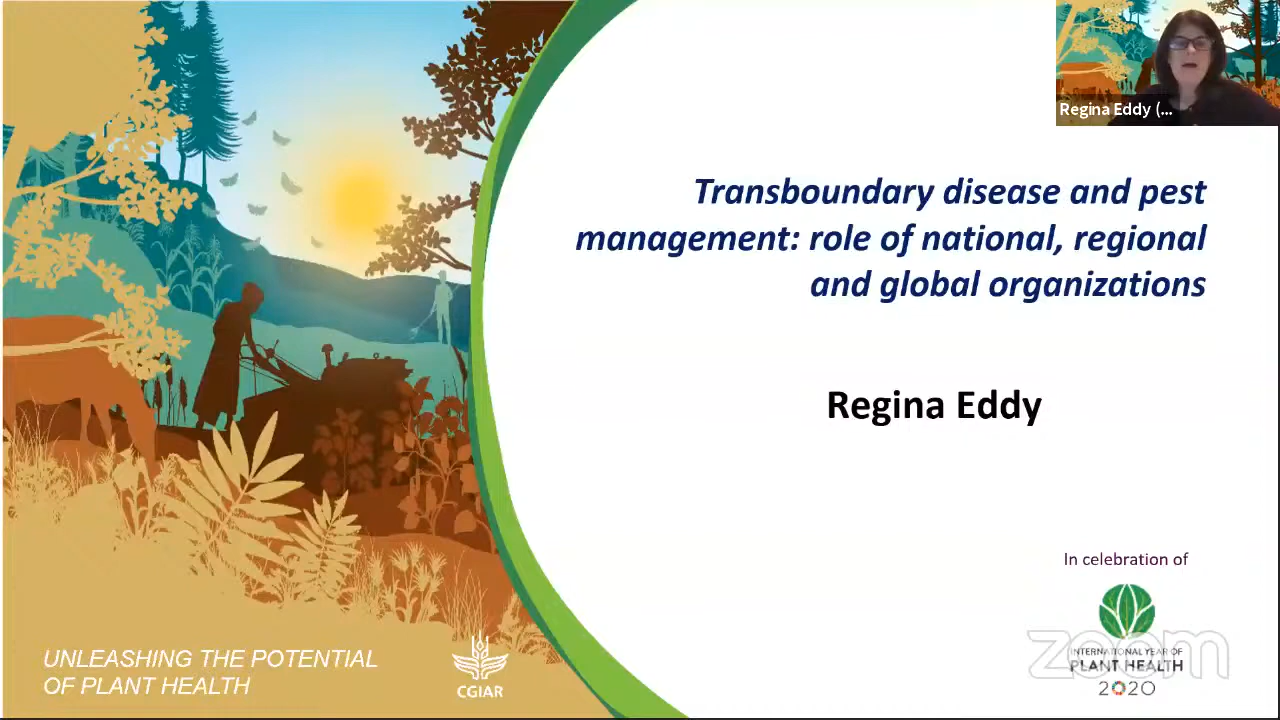 Regina Eddy (...
Transboundary disease and pest
management: role of national, regional
and global organizations
Regina Eddy
In celebration of
zoom
INTERNATIONAL YEAR OF
PLANT HEALTH
2020
UNLEASHING THE POTENTIAL
OF PLANT HEALTH
CGIAR